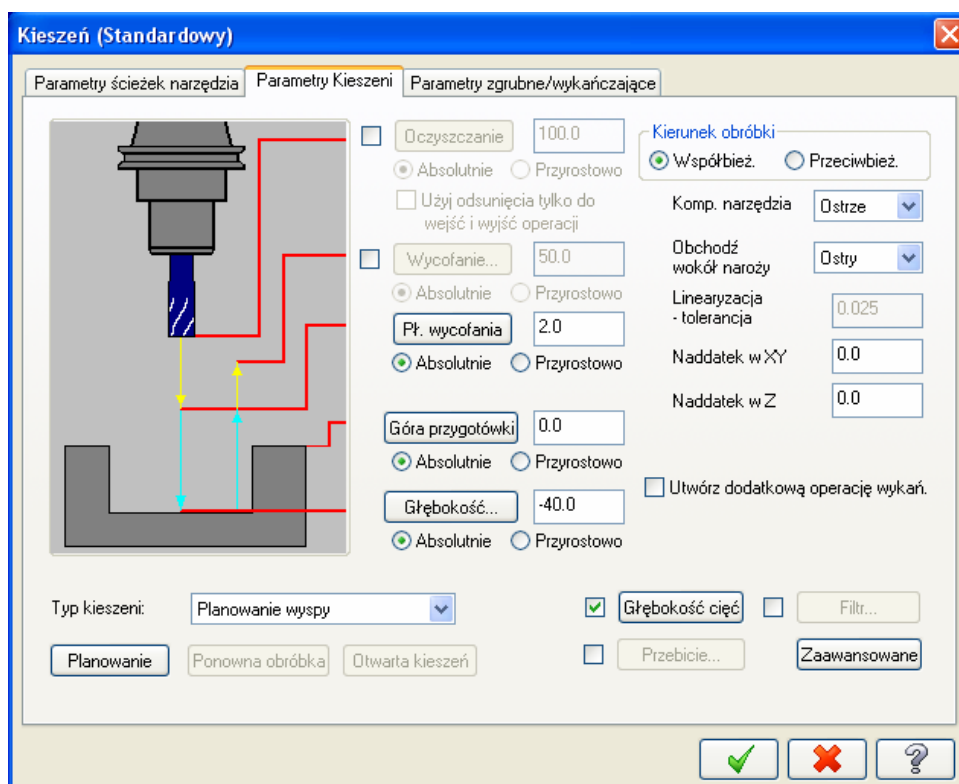 Kieszeń (Standardowy)
Parametry ścieżek narzędzia
Parametry Kieszeni
Parametry zgrubne/wykańczające
Oczyszczanie
100.0
Absolutnie
Przyrostowo
Użyj odsunięcia tylko do
wejść i wyjść operacji
Wycofanie...
50.0
Absolutnie
Przyrostowo
Pł. wycofania
2.0
Absolutnie
Przyrostowo
Góra przygotówki
0.0
Absolutnie
Przyrostowo
Głębokość...
-40.0
Absolutnie
Przyrostowo
Kierunek obróbki
Współbież.
Przeciwbież.
Komp. narzędzia
Ostrze
Obchodź
wokół naroży
Ostry
Linearyzacja
- tolerancja
0.025
Naddatek w XY
0.0
Naddatek w Z
0.0
Utwórz dodatkową operację wykań.
Typ kieszeni:
Planowanie wyspy
Głębokość cięć
Filtr...
Planowanie
Ponowna obróbka
Otwarta kieszeń
Przebicie...
Zaawansowane